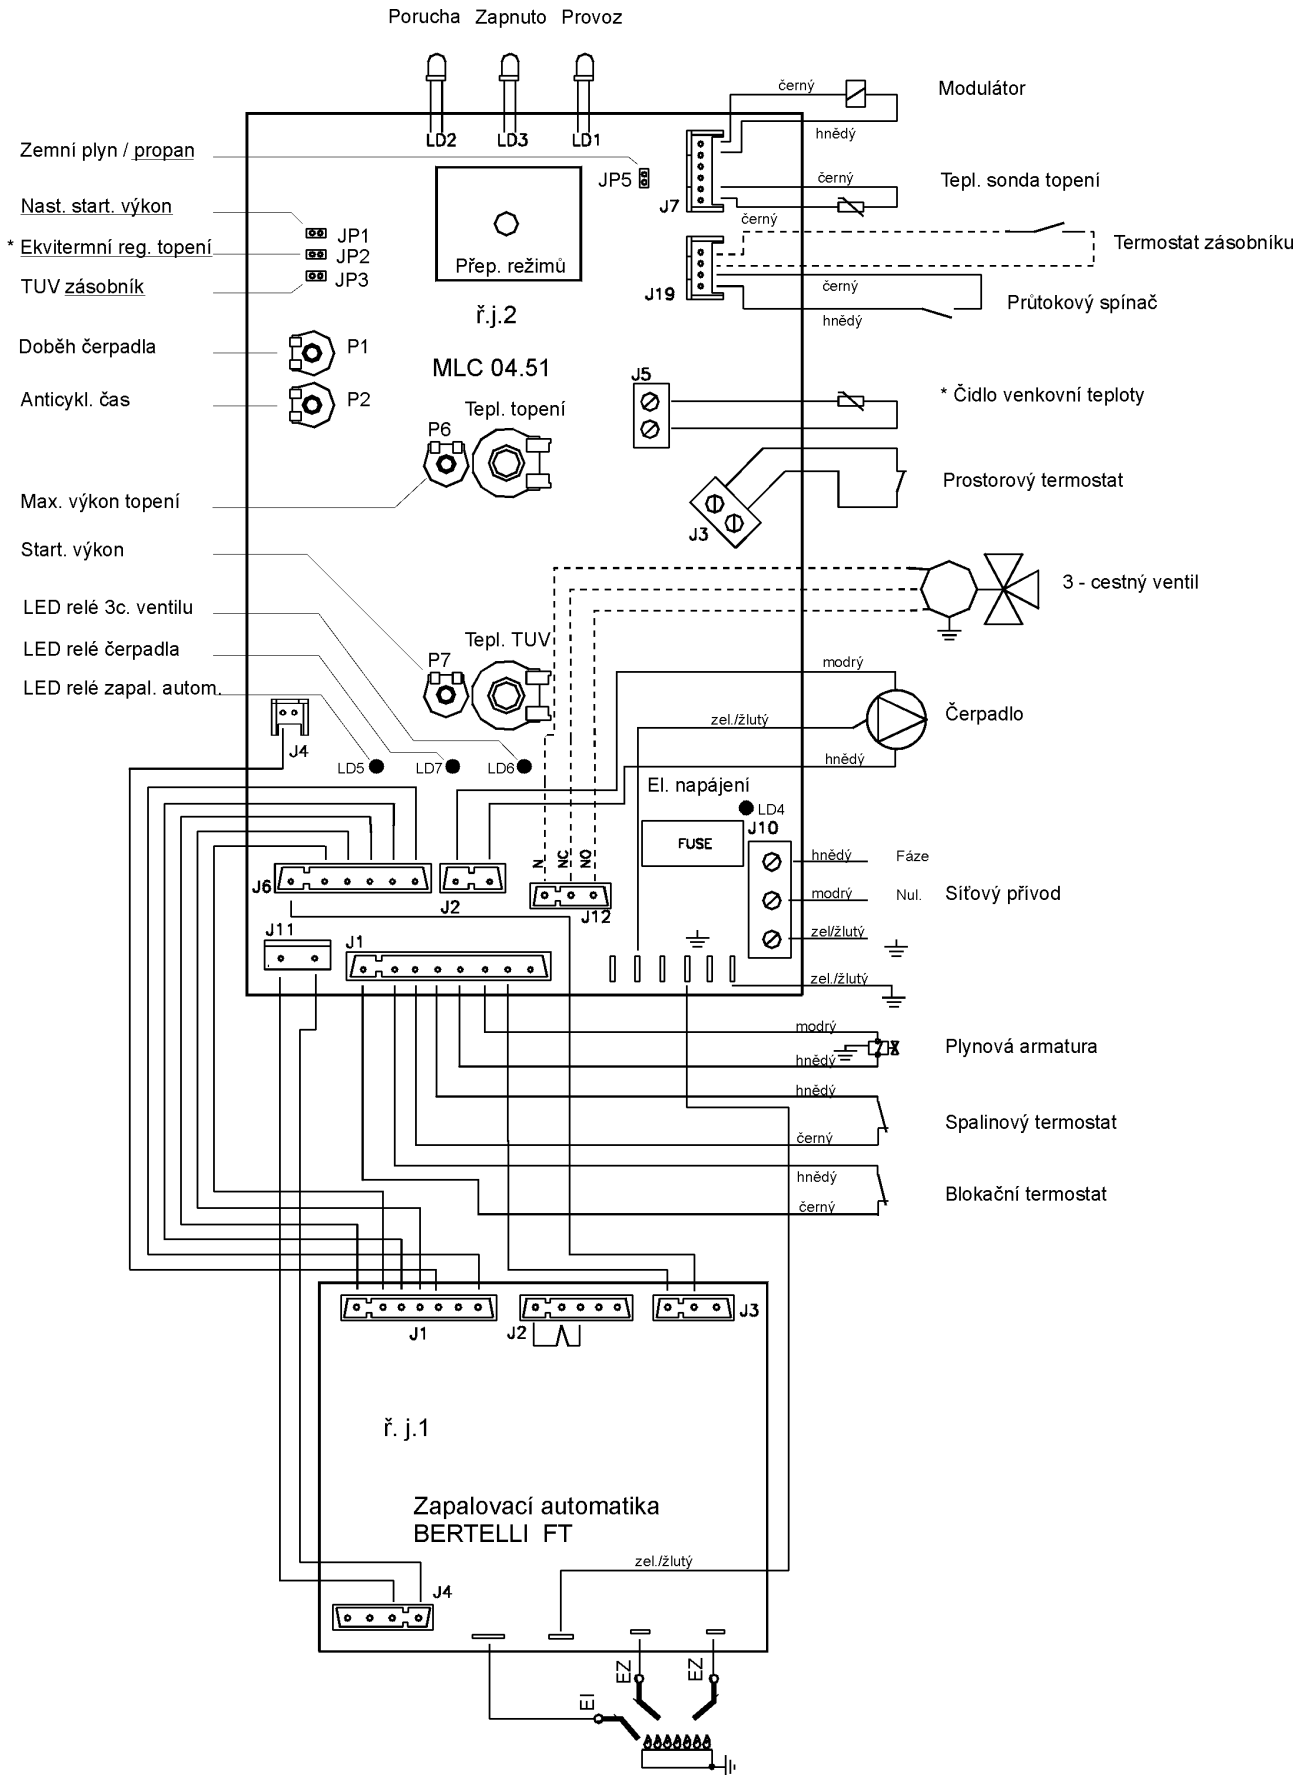 Porucha Zapnuto Provoz
černý
Modulátor
hnědý
LD2 LD3 LD1
Zemní plyn / propan
JP5
černý
Tepl. sonda topení
J7
Nast. start. výkon
JP1
* Ekvitermní reg. topení
JP2
TUV zásobník
JP3
Přep. režimů
černý
Termostat zásobníku
J19
černý
Průtokový spínač
hnědý
ř.j.2
Doběh čerpadla
P1
MLC 04.51
J5
Anticykl. čas
P2
* Čidlo venkovní teploty
Tepl. topení
P6
Max. výkon topení
Prostorový termostat
J3
Start. výkon
3 - cestný ventil
LED relé 3c. ventilu
LED relé čerpadla
Tepl. TUV
P7
LED relé zapal. autom.
modrý
zel./žlutý
Čerpadlo
hnědý
J4
LD5 LD7 LD6
El. napájení
LD4
J10
FUSE
N NC NO
hnědý Fáze
modrý Nul. Síťový přívod
zel/žlutý
zel./žlutý
J6
J2
J12
J11
J1
modrý
Plynová armatura
hnědý
hnědý
Spalinový termostat
černý
hnědý
Blokační termostat
černý
J1
J2
J3
ř. j.1
Zapalovací automatika
BERTELLI FT
zel./žlutý
J4
EZ EZ
EI